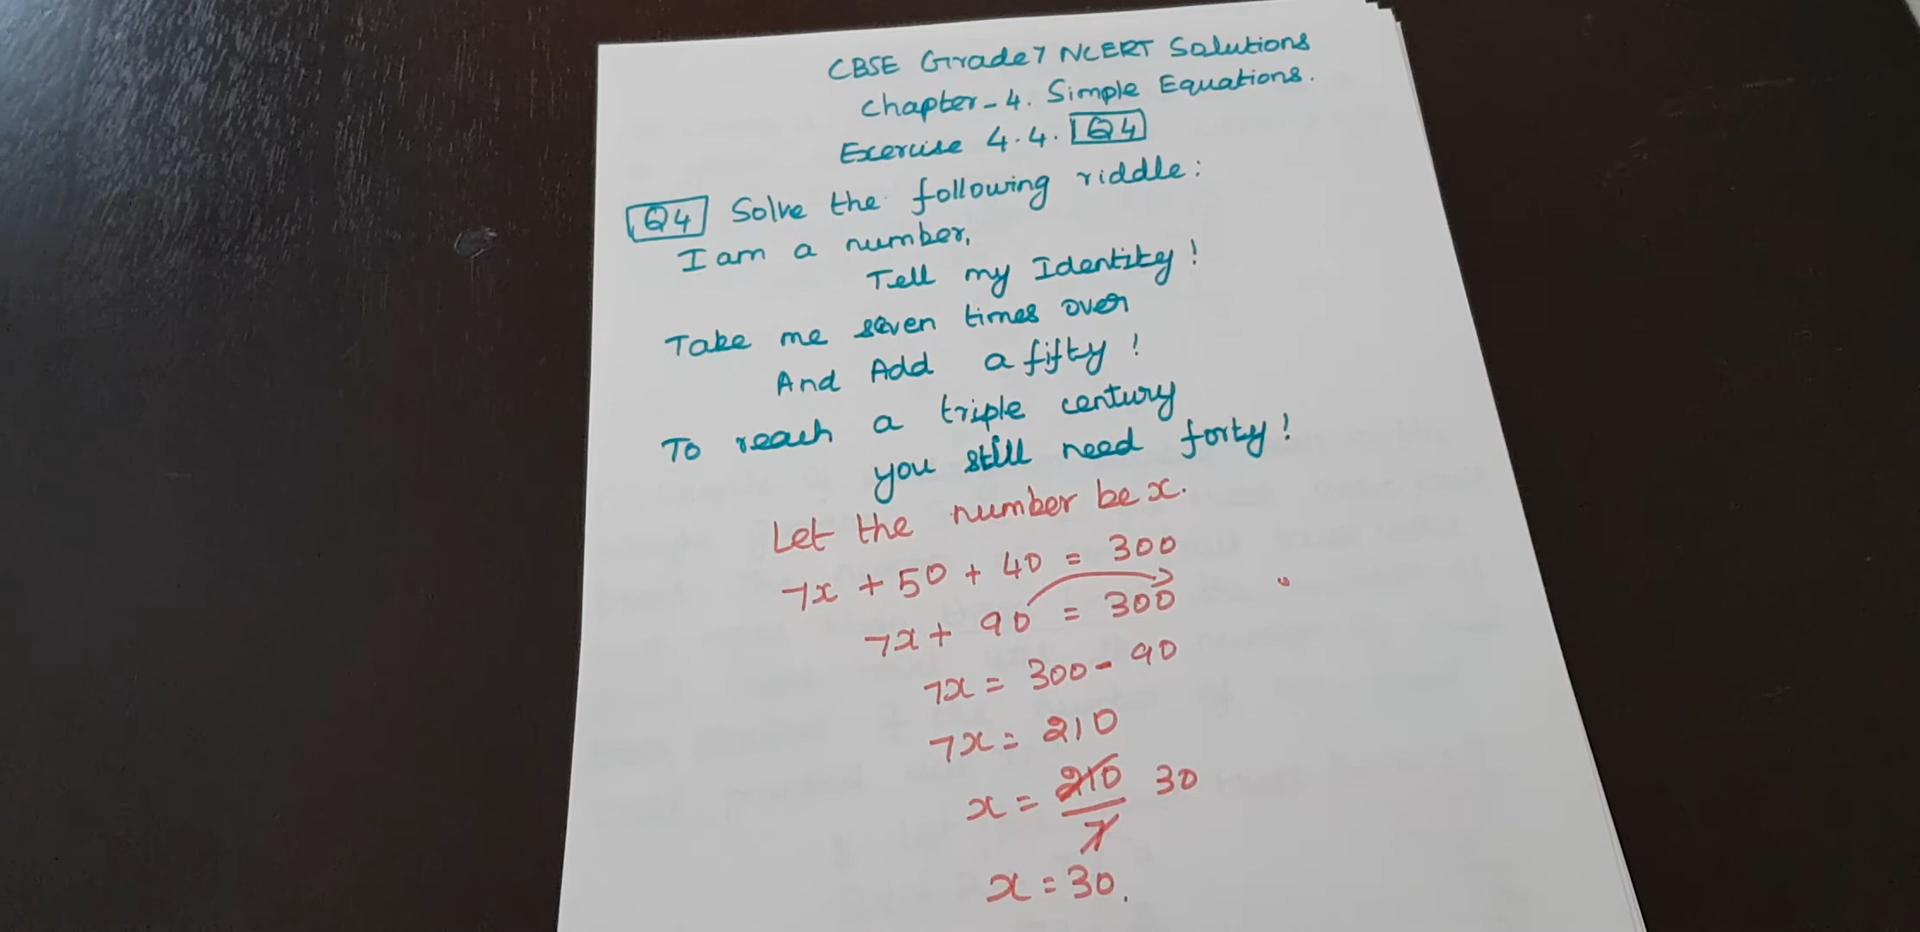 CBSE Grade 7 NCERT Solutions
Chapter-4. Simple Equations.
Exercise 4.4. Q4
Q4 Solve the following riddle:
I am a number,
Tell my Identity!
Take me seven times over
And Add a fifty!
To reach a triple century
you still need forty!
Let the number be x.
7x + 50 + 40 = 300
7x + 90 = 300
7x = 300 - 90
7x = 210
x = 210/7 30
x = 30.